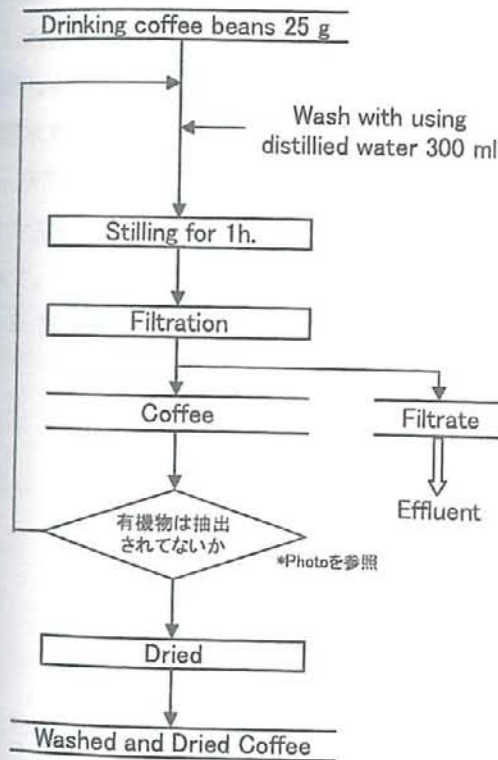 Drinking coffee beans 25 g
Wash with using
distillied water 300 ml
Stilling for 1h.
Filtration
Coffee
Filtrate
Effluent
有機物は抽出
されてないか
*Photoを参照
Dried
Washed and Dried Coffee